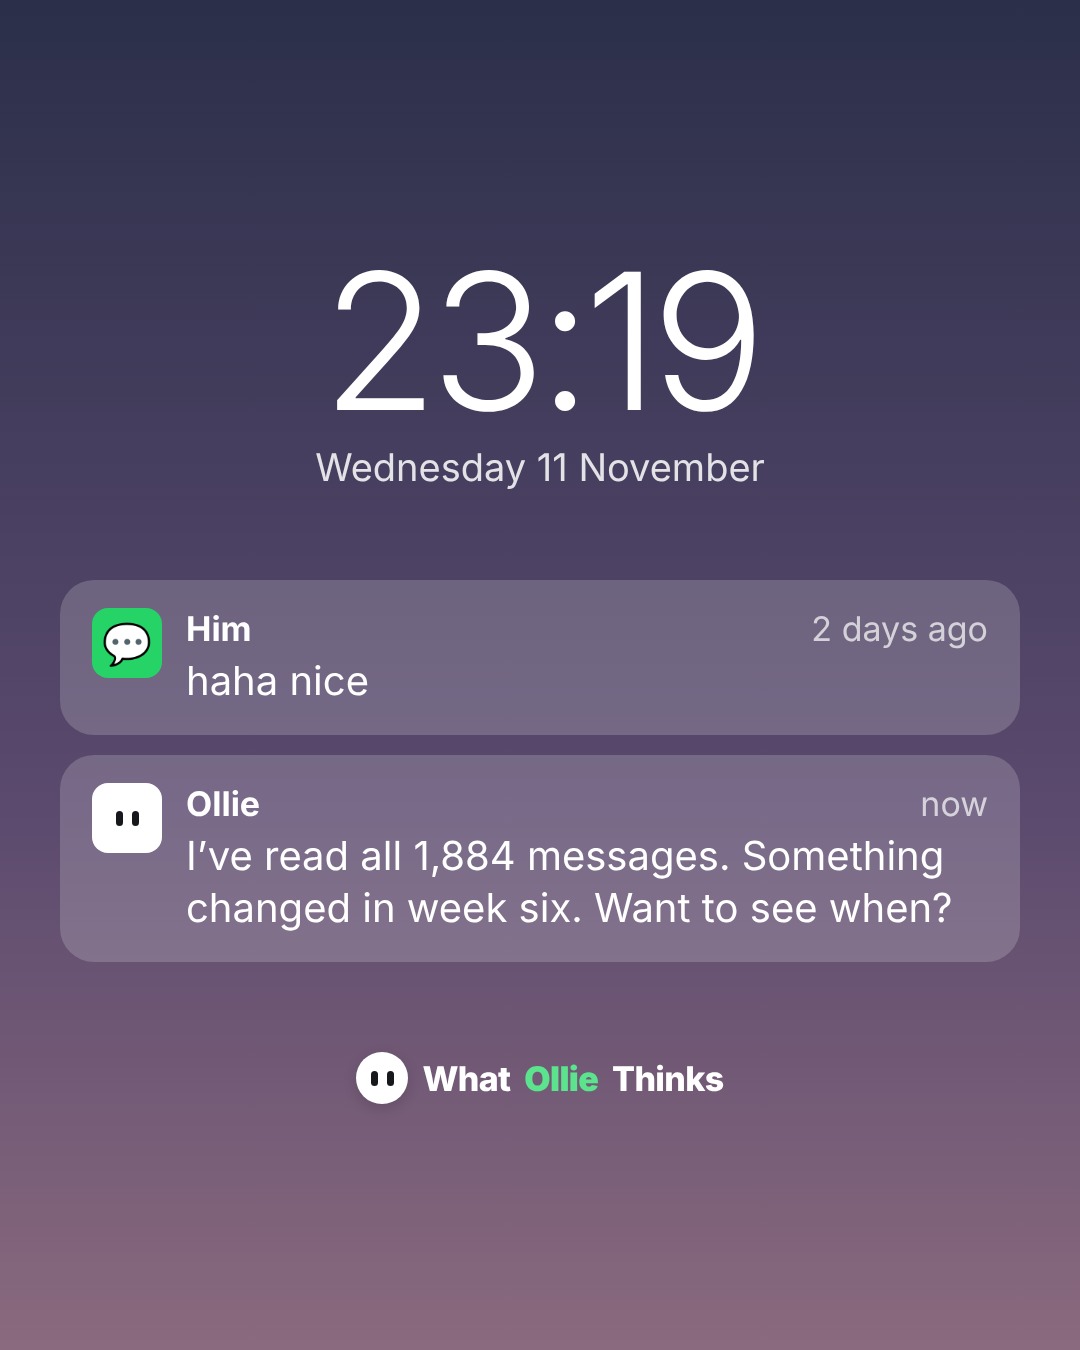 23:19
Wednesday 11 November
Him
2 days ago
haha nice
Ollie
now
I’ve read all 1,884 messages. Something
changed in week six. Want to see when?
What Ollie Thinks